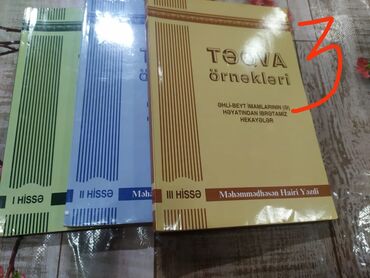 TƏQVA
örnəkləri
ƏHLİ-BEYT İMAMLARININ (Ə)
HƏYATINDAN İBRƏTAMİZ
HEKAYƏLƏR
3
I HİSSƏ
II HİSSƏ
III HİSSƏ
Məhəmmədhəsən Hairi Yəzdi